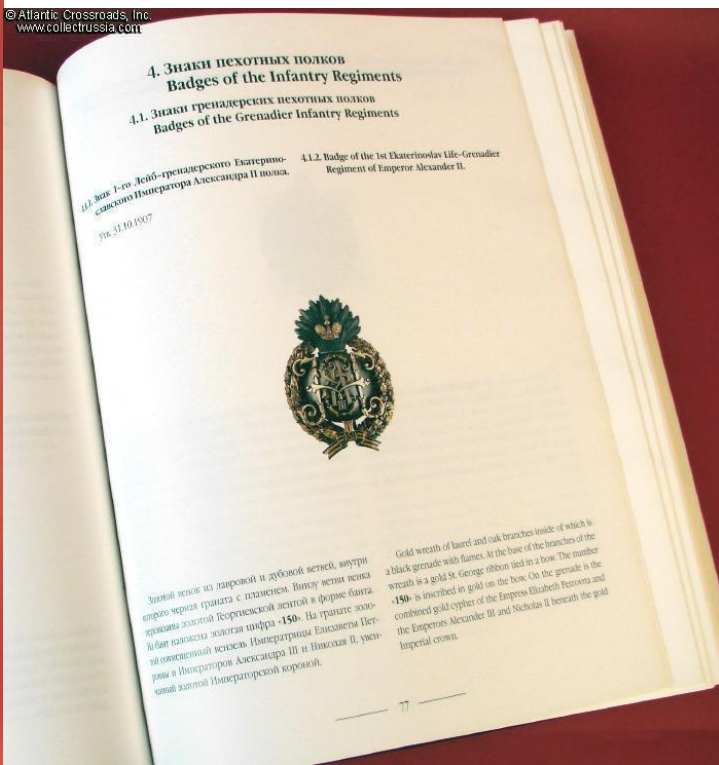 © Atlantic Crossroads, Inc.
www.collectrussia.com
4. Знаки пехотных полков
Badges of the Infantry Regiments
4.1. Знаки гренадерских пехотных полков
Badges of the Grenadier Infantry Regiments
Знак 1-го Лейб-гренадерского Екатерино-
славского Императора Александра II полка.
31.10.1907
4.1.2. Badge of the 1st Ekaterinoslav Life-Grenadier
Regiment of Emperor Alexander II.
Золотой венок из лавровой и дубовой ветвей, внутри
которого черная граната с пламенем. Внизу ветви венка
перевязаны золотой Георгиевской лентой в форме банта.
На бант наложена золотая цифра «150». На гранате золо-
той совмещенный вензель Императрицы Елизаветы Пет-
ровны и Императоров Александра III и Николая II, увен-
чанный золотой Императорской короной.
Gold wreath of laurel and oak branches inside of which is
a black grenade with flames. At the base of the branches of the
wreath is a gold St. George ribbon tied in a bow. The number
«150» is inscribed in gold on the bow. On the grenade is the
combined gold cypher of the Empress Elizabeth Petrovna and
the Emperors Alexander III and Nicholas II beneath the gold
Imperial crown.
77